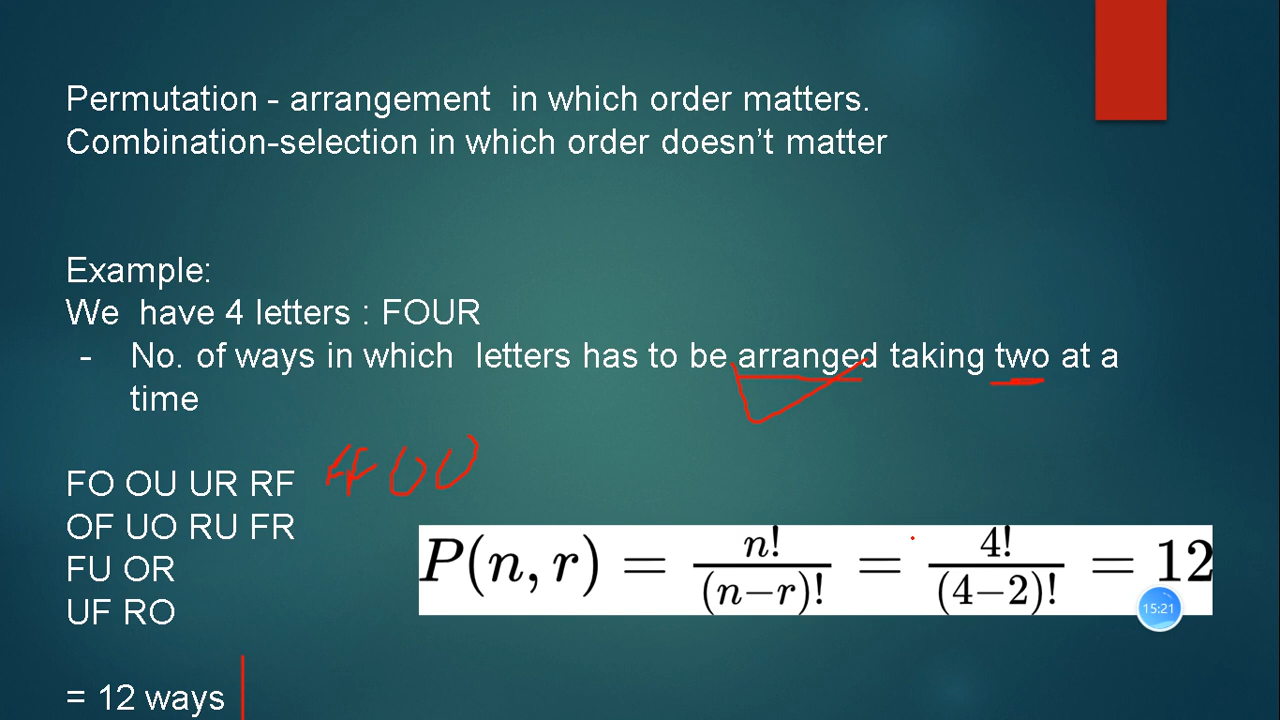 Permutation - arrangement in which order matters.
Combination-selection in which order doesn't matter
Example:
We have 4 letters : FOUR
- No. of ways in which letters has to be arranged taking two at a
time
FO OU UR RF
400
OF UO RU FR
FU OR
UF RO
P(n, r) = n!/(n−r)! = 4!/(4−2)! = 12
15:21
= 12 ways